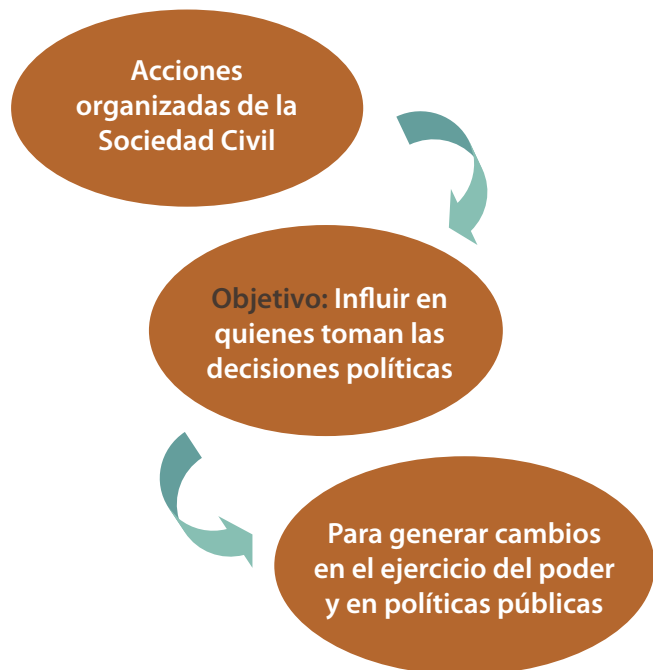 Acciones
organizadas de la
Sociedad Civil
Objetivo: Influir en
quienes toman las
decisiones políticas
Para generar cambios
en el ejercicio del poder
y en políticas públicas